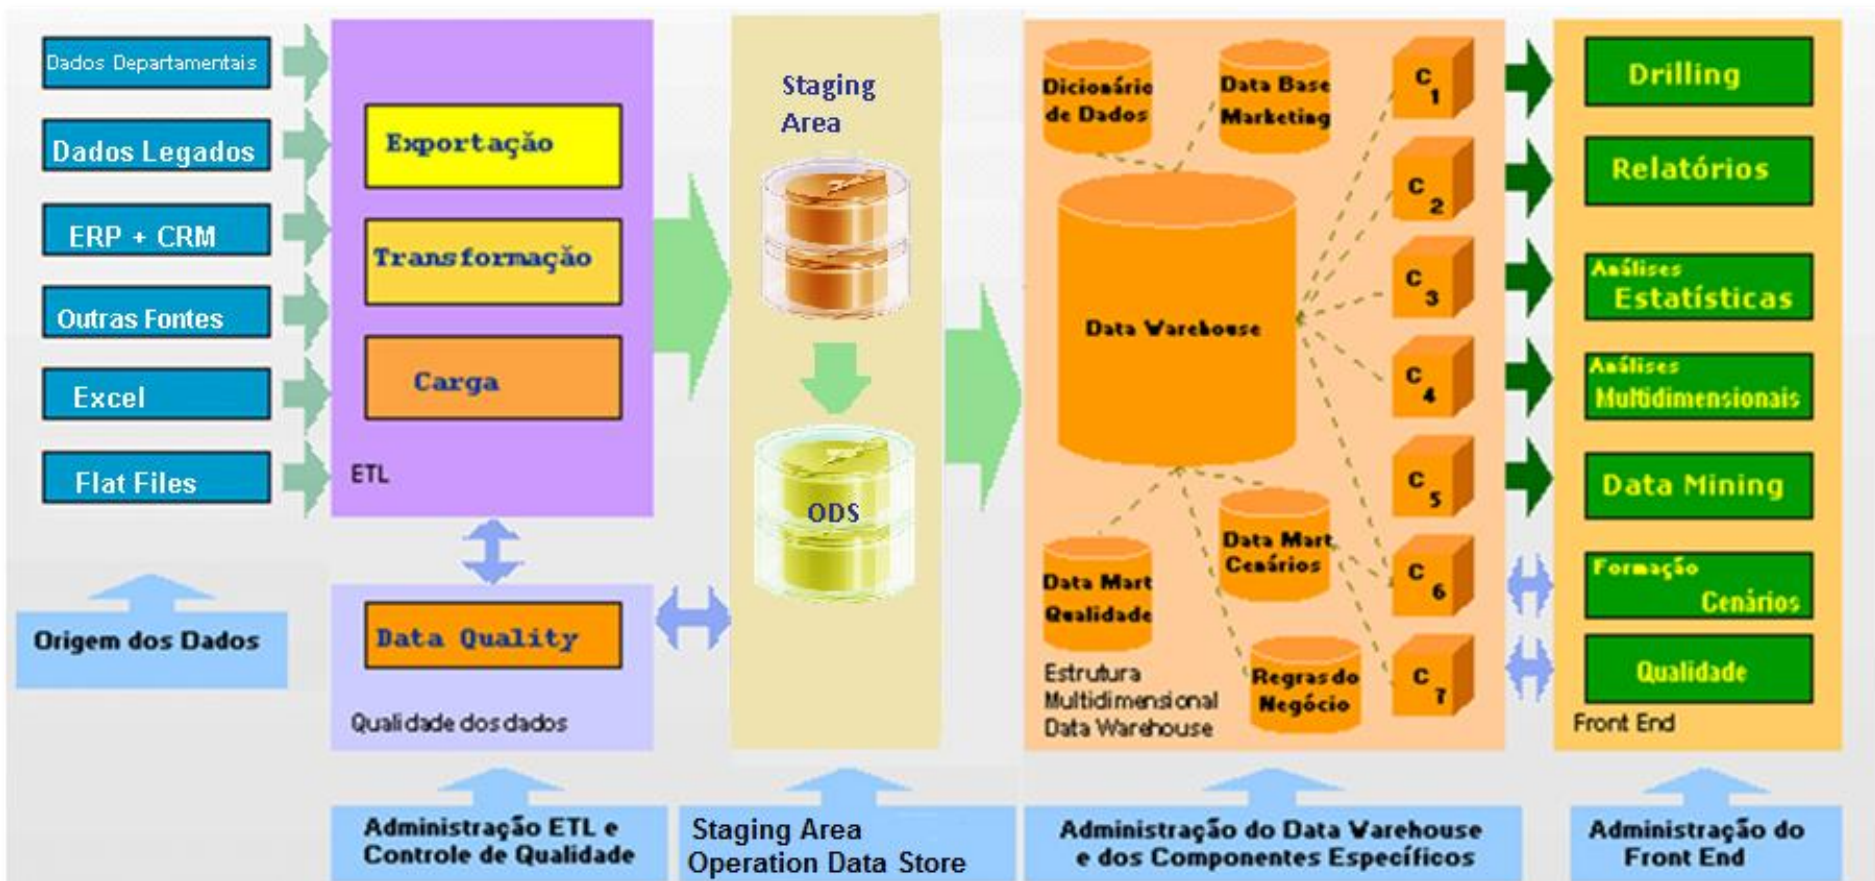 Dados Departamentais
Dados Legados
ERP + CRM
Outras Fontes
Excel
Flat Files
Origem dos Dados
Exportação
Transformação
Carga
ETL
Data Quality
Qualidade dos dados
Administração ETL e
Controle de Qualidade
Staging
Area
ODS
Staging Area
Operation Data Store
Dicionário
de Dados
Data Base
Marketing
Data Warehouse
Data Mart
Qualidade
Data Mart
Cenários
Regras do
Negócio
Estrutura
Multidimensional
Data Warehouse
C 1
C 2
C 3
C 4
C 5
C 6
C 7
Administração do Data Warehouse
e dos Componentes Específicos
Drilling
Relatórios
Análises
Estatísticas
Análises
Multidimensionais
Data Mining
Formação
Cenários
Qualidade
Front End
Administração do
Front End